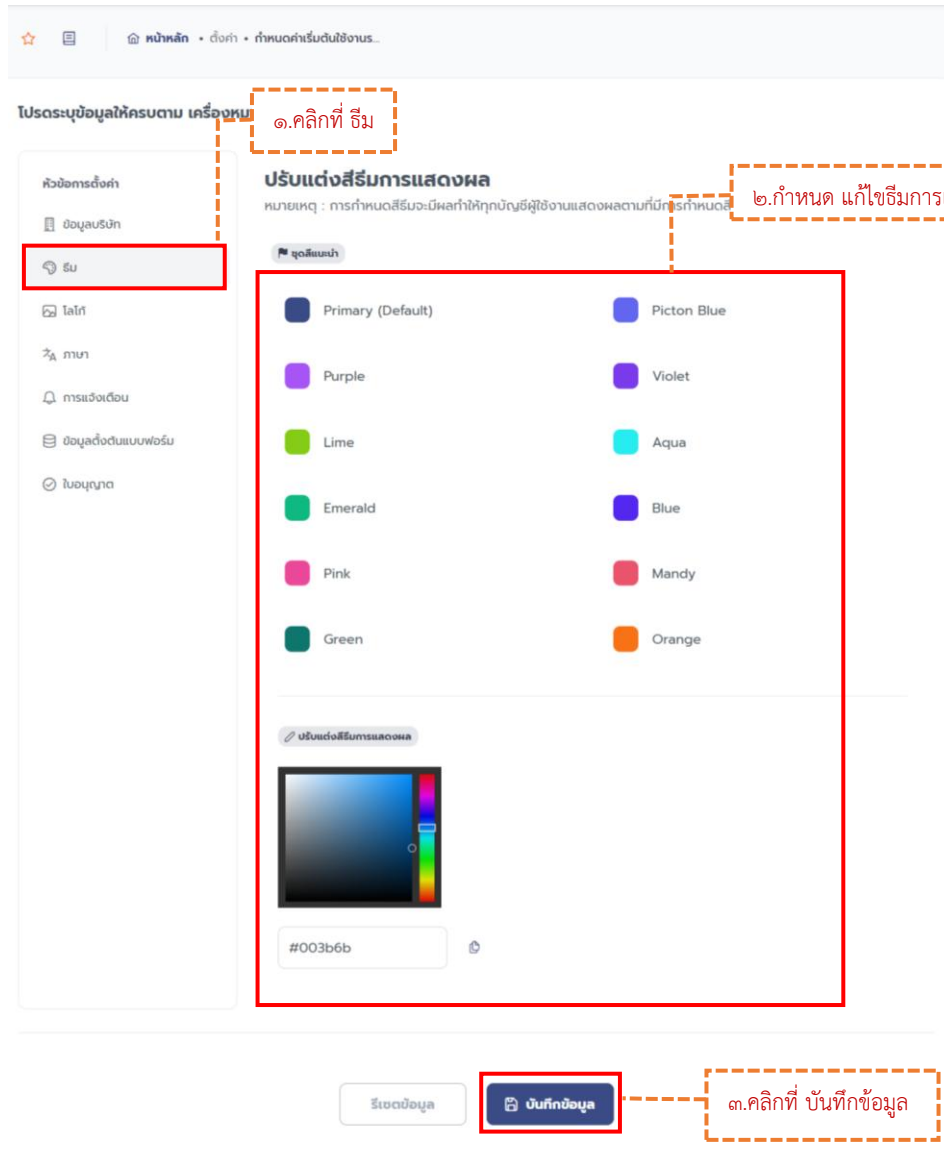 หน้าหลัก • ตั้งค่า • กำหนดค่าเริ่มต้นใช้งานร...
โปรดระบุข้อมูลให้ครบตาม
๑.คลิกที่ ธีม
หัวข้อการตั้งค่า
ข้อมูลบริษัท
ธีม
โลโก้
ภาษา
การแจ้งเตือน
ข้อมูลตั้งต้นแบบฟอร์ม
ใบอนุญาต
ปรับแต่งสีธีมการแสดงผล
หมายเหตุ : การกำหนดสีธีมจะมีผลทำให้ทุกบัญชีผู้ใช้งานแสดงผลตามที่มีการกำหนดสี
๒.กำหนด แก้ไขธีมการ
ชุดสีแนะนำ
Primary (Default)
Picton Blue
Purple
Violet
Lime
Aqua
Emerald
Blue
Pink
Mandy
Green
Orange
ปรับแต่งสีธีมการแสดงผล
#003b6b
รีเซตข้อมูล
บันทึกข้อมูล
๓.คลิกที่ บันทึกข้อมูล